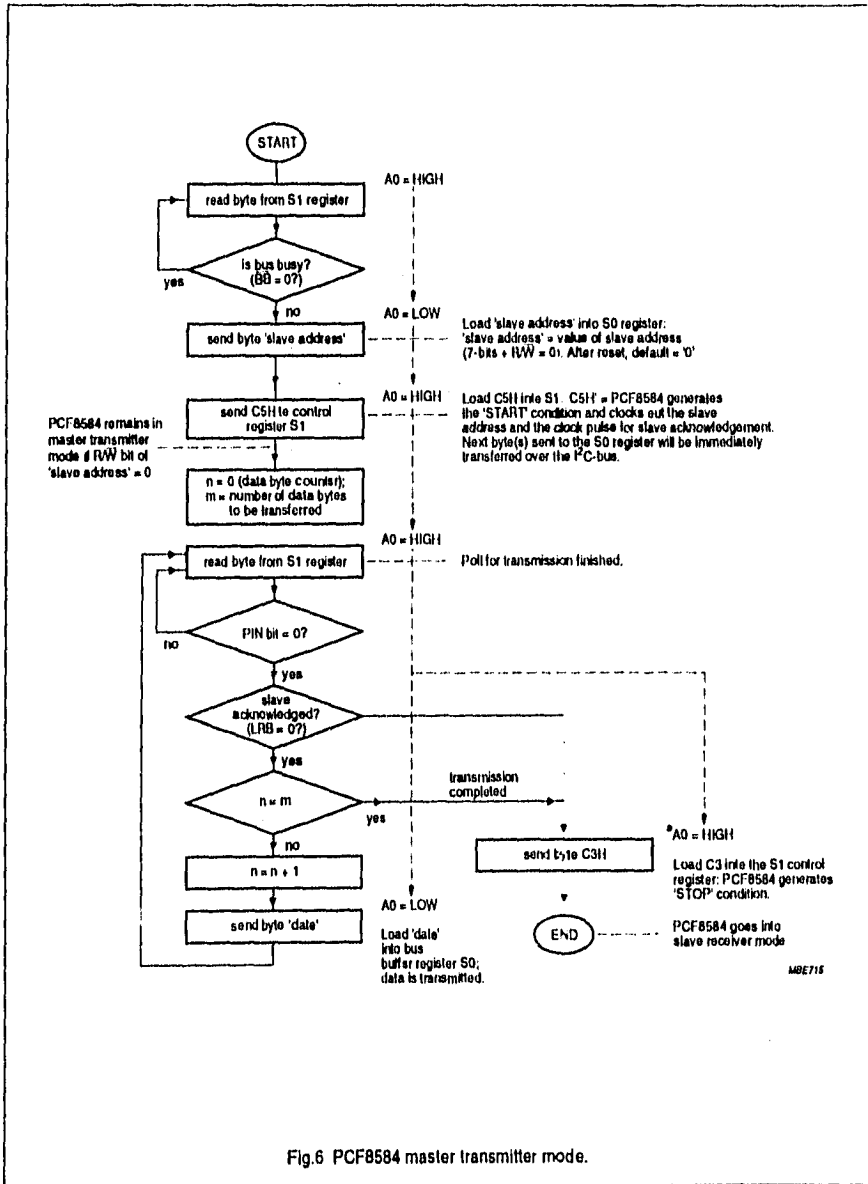 START
A0 = HIGH
read byte from S1 register
is bus busy?
(BB = 0?)
yes
no
A0 = LOW
send byte 'slave address'
Load 'slave address' into S0 register:
'slave address' = value of slave address
(7-bits + R/W = 0). After reset, default = '0'
A0 = HIGH
send C5H to control
register S1
Load C5H into S1. C5H' = PCF8584 generates
the 'START' condition and clocks out the slave
address and the clock pulse for slave acknowledgement.
Next byte(s) sent to the S0 register will be immediately
transferred over the I²C-bus.
PCF8584 remains in
master transmitter
mode if R/W bit of
'slave address' = 0
n = 0 (data byte counter);
m = number of data bytes
to be transferred
A0 = HIGH
read byte from S1 register
Poll for transmission finished.
PIN bit = 0?
no
yes
slave
acknowledged?
(LRB = 0?)
yes
n = m
transmission
completed
yes
no
n = n + 1
send byte C3H
A0 = HIGH
Load C3 into the S1 control
register: PCF8584 generates
'STOP' condition.
A0 = LOW
send byte 'date'
Load 'date'
into bus
buffer register S0;
data is transmitted.
END
PCF8584 goes into
slave receiver mode
MBE715
Fig.6 PCF8584 master transmitter mode.